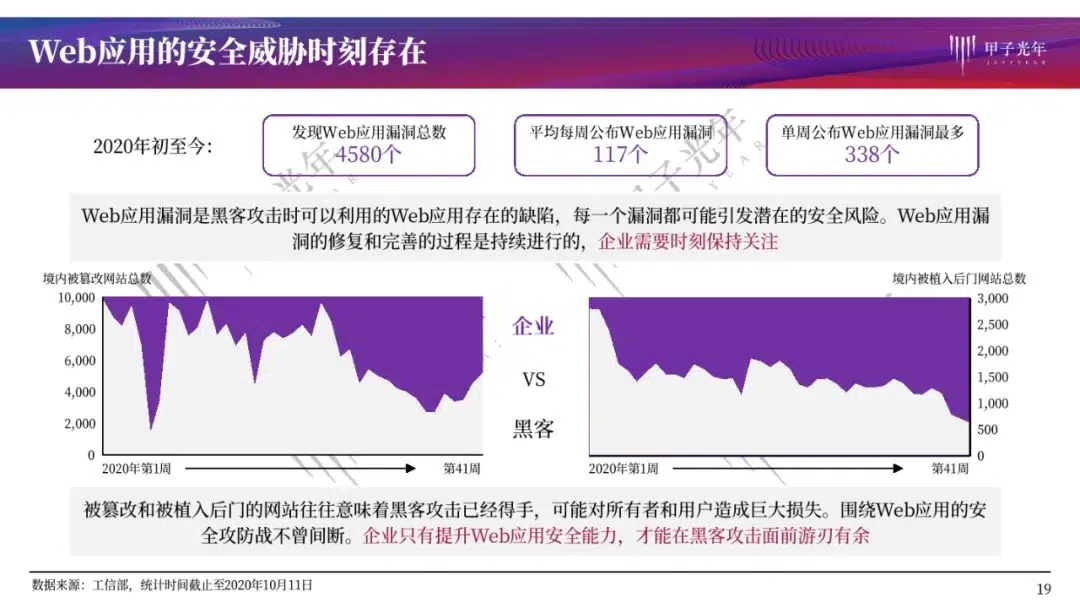 Web应用的安全威胁时刻存在
甲子光年
JAZZYEAR
2020年初至今：
发现Web应用漏洞总数
4580个
平均每周公布Web应用漏洞
117个
单周公布Web应用漏洞最多
338个
Web应用漏洞是黑客攻击时可以利用的Web应用存在的缺陷，每一个漏洞都可能引发潜在的安全风险。Web应用漏
洞的修复和完善的过程是持续进行的，企业需要时刻保持关注
境内被篡改网站总数
10,000
8,000
6,000
4,000
2,000
0
2020年第1周
第41周
企业
VS
黑客
境内被植入后门网站总数
3,000
2,500
2,000
1,500
1,000
500
0
2020年第1周
第41周
被篡改和被植入后门的网站往往意味着黑客攻击已经得手，可能对所有者和用户造成巨大损失。围绕Web应用的安
全攻防战不曾间断。企业只有提升Web应用安全能力，才能在黑客攻击面前游刃有余
数据来源：工信部，统计时间截止至2020年10月11日
19